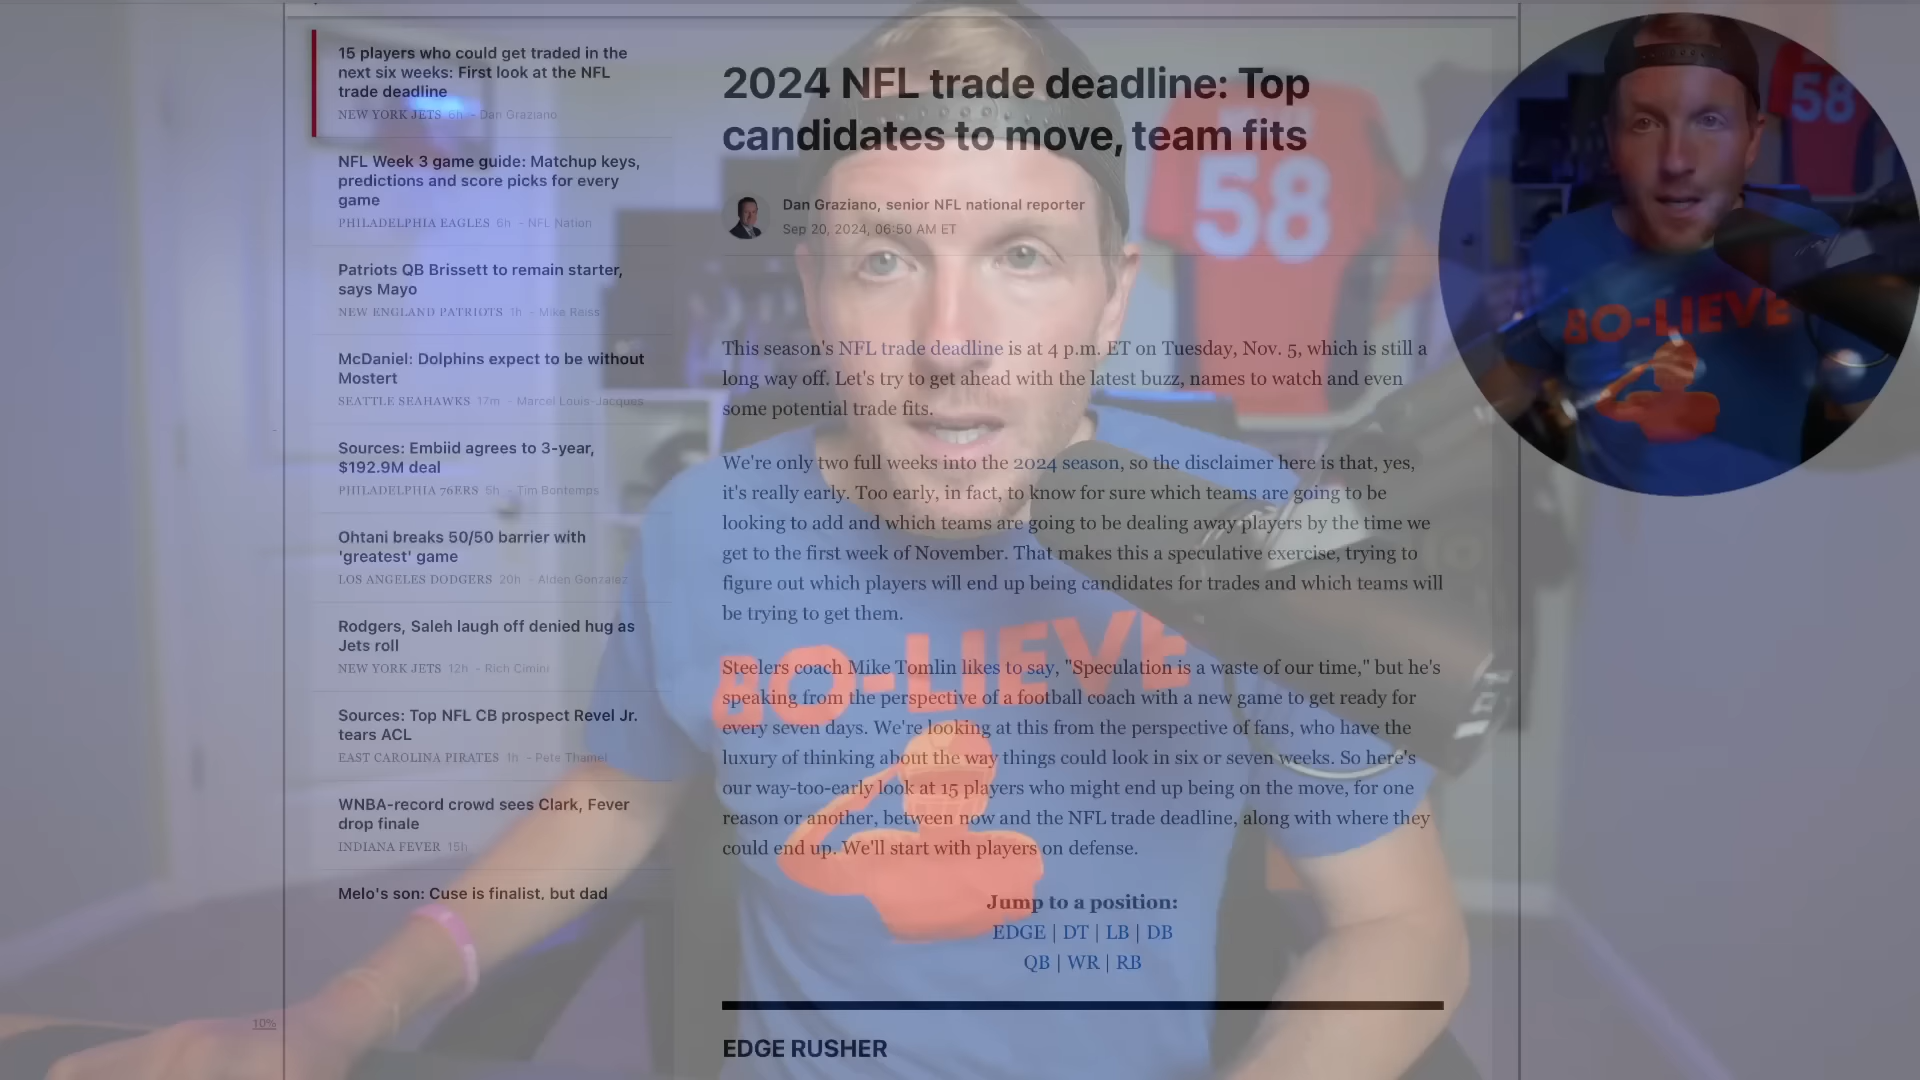 15 players who could get traded in the
next six weeks: First look at the NFL
trade deadline
NEW YORK JETS 6h - Dan Graziano
NFL Week 3 game guide: Matchup keys,
predictions and score picks for every
game
PHILADELPHIA EAGLES 6h - NFL Nation
Patriots QB Brissett to remain starter,
says Mayo
NEW ENGLAND PATRIOTS 1h - Mike Reiss
McDaniel: Dolphins expect to be without
Mostert
SEATTLE SEAHAWKS 17m - Marcel Louis-Jacques
Sources: Embiid agrees to 3-year,
$192.9M deal
PHILADELPHIA 76ERS 5h - Tim Bontemps
Ohtani breaks 50/50 barrier with
'greatest' game
LOS ANGELES DODGERS 20h - Alden Gonzalez
Rodgers, Saleh laugh off denied hug as
Jets roll
NEW YORK JETS 12h - Rich Cimini
Sources: Top NFL CB prospect Revel Jr.
tears ACL
EAST CAROLINA PIRATES 1h - Pete Thamel
WNBA-record crowd sees Clark, Fever
drop finale
INDIANA FEVER 15h
Melo's son: Cuse is finalist, but dad
10%
2024 NFL trade deadline: Top
candidates to move, team fits
Dan Graziano, senior NFL national reporter
Sep 20, 2024, 06:50 AM ET
This season's NFL trade deadline is at 4 p.m. ET on Tuesday, Nov. 5, which is still a
long way off. Let's try to get ahead with the latest buzz, names to watch and even
some potential trade fits.
We're only two full weeks into the 2024 season, so the disclaimer here is that, yes,
it's really early. Too early, in fact, to know for sure which teams are going to be
looking to add and which teams are going to be dealing away players by the time we
get to the first week of November. That makes this a speculative exercise, trying to
figure out which players will end up being candidates for trades and which teams will
be trying to get them.
Steelers coach Mike Tomlin likes to say, "Speculation is a waste of our time," but he's
speaking from the perspective of a football coach with a new game to get ready for
every seven days. We're looking at this from the perspective of fans, who have the
luxury of thinking about the way things could look in six or seven weeks. So here's
our way-too-early look at 15 players who might end up being on the move, for one
reason or another, between now and the NFL trade deadline, along with where they
could end up. We'll start with players on defense.
Jump to a position:
EDGE | DT | LB | DB
QB | WR | RB
EDGE RUSHER
58
BO-LIEVE
58
BO-LIEVE